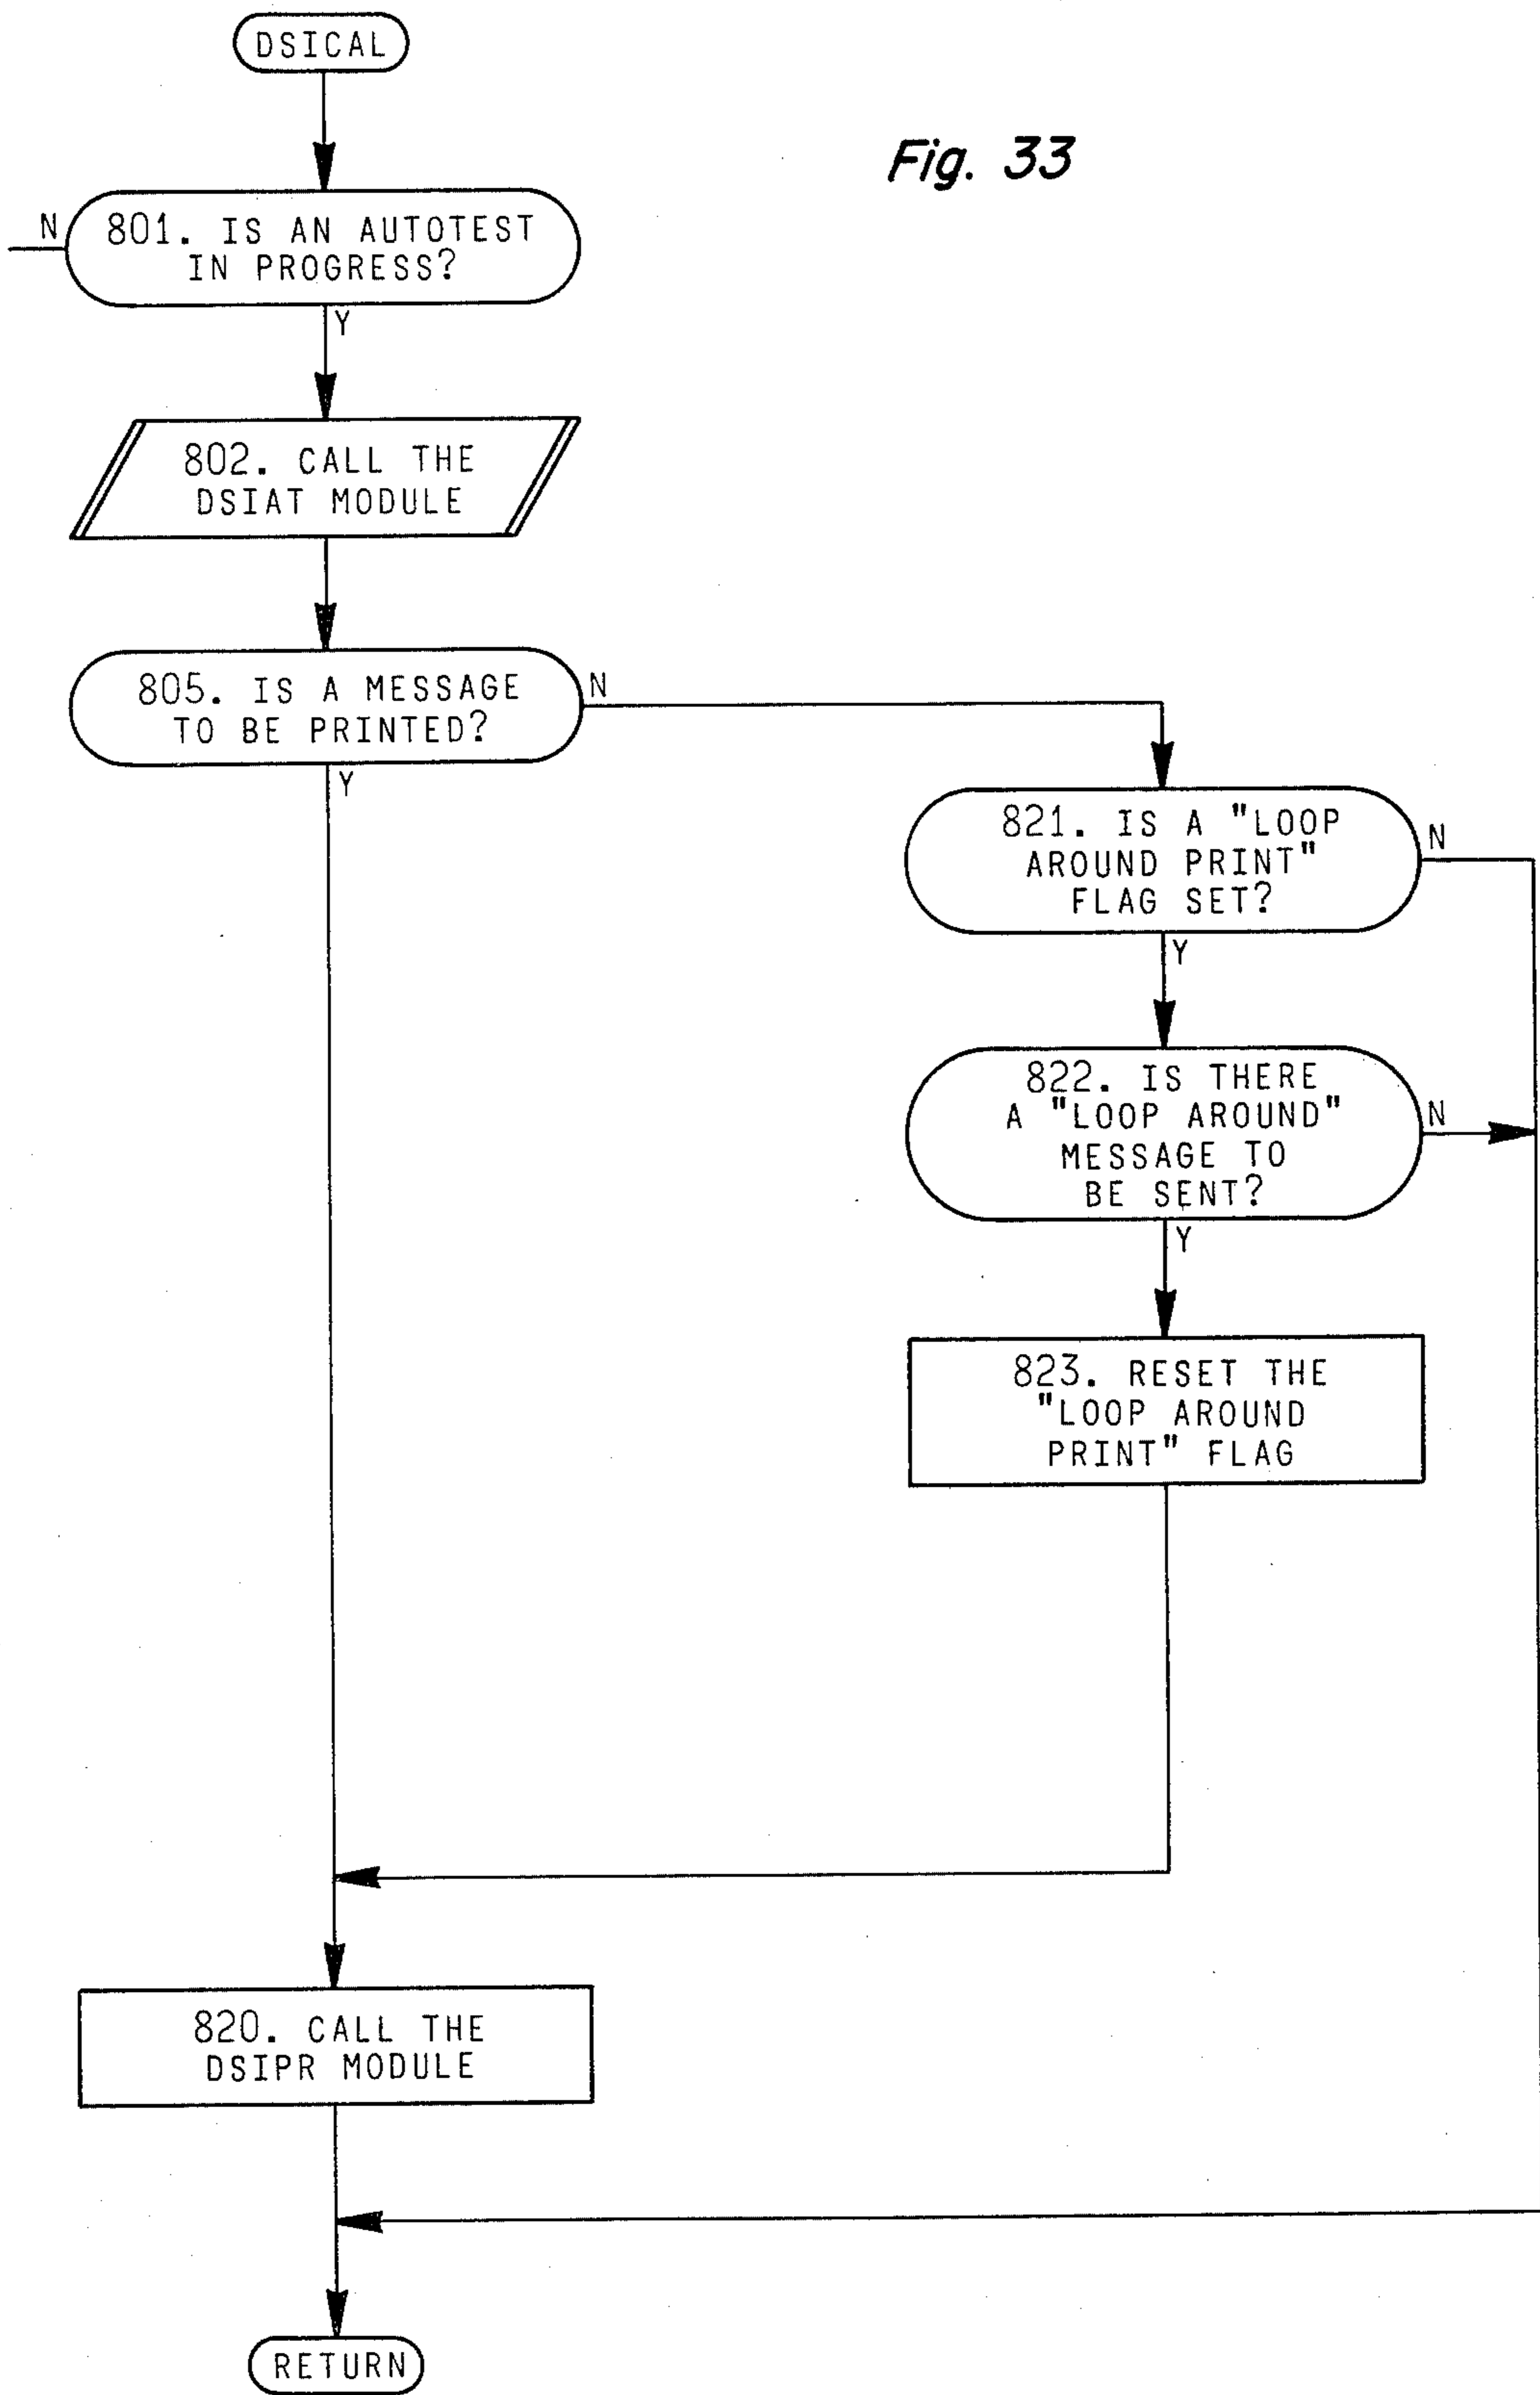 DSICAL
Fig. 33
N
801. IS AN AUTOTEST
IN PROGRESS?
Y
802. CALL THE
DSIAT MODULE
805. IS A MESSAGE
TO BE PRINTED?
N
Y
821. IS A "LOOP
AROUND PRINT"
FLAG SET?
N
Y
822. IS THERE
A "LOOP AROUND"
MESSAGE TO
BE SENT?
N
Y
823. RESET THE
"LOOP AROUND
PRINT" FLAG
820. CALL THE
DSIPR MODULE
RETURN